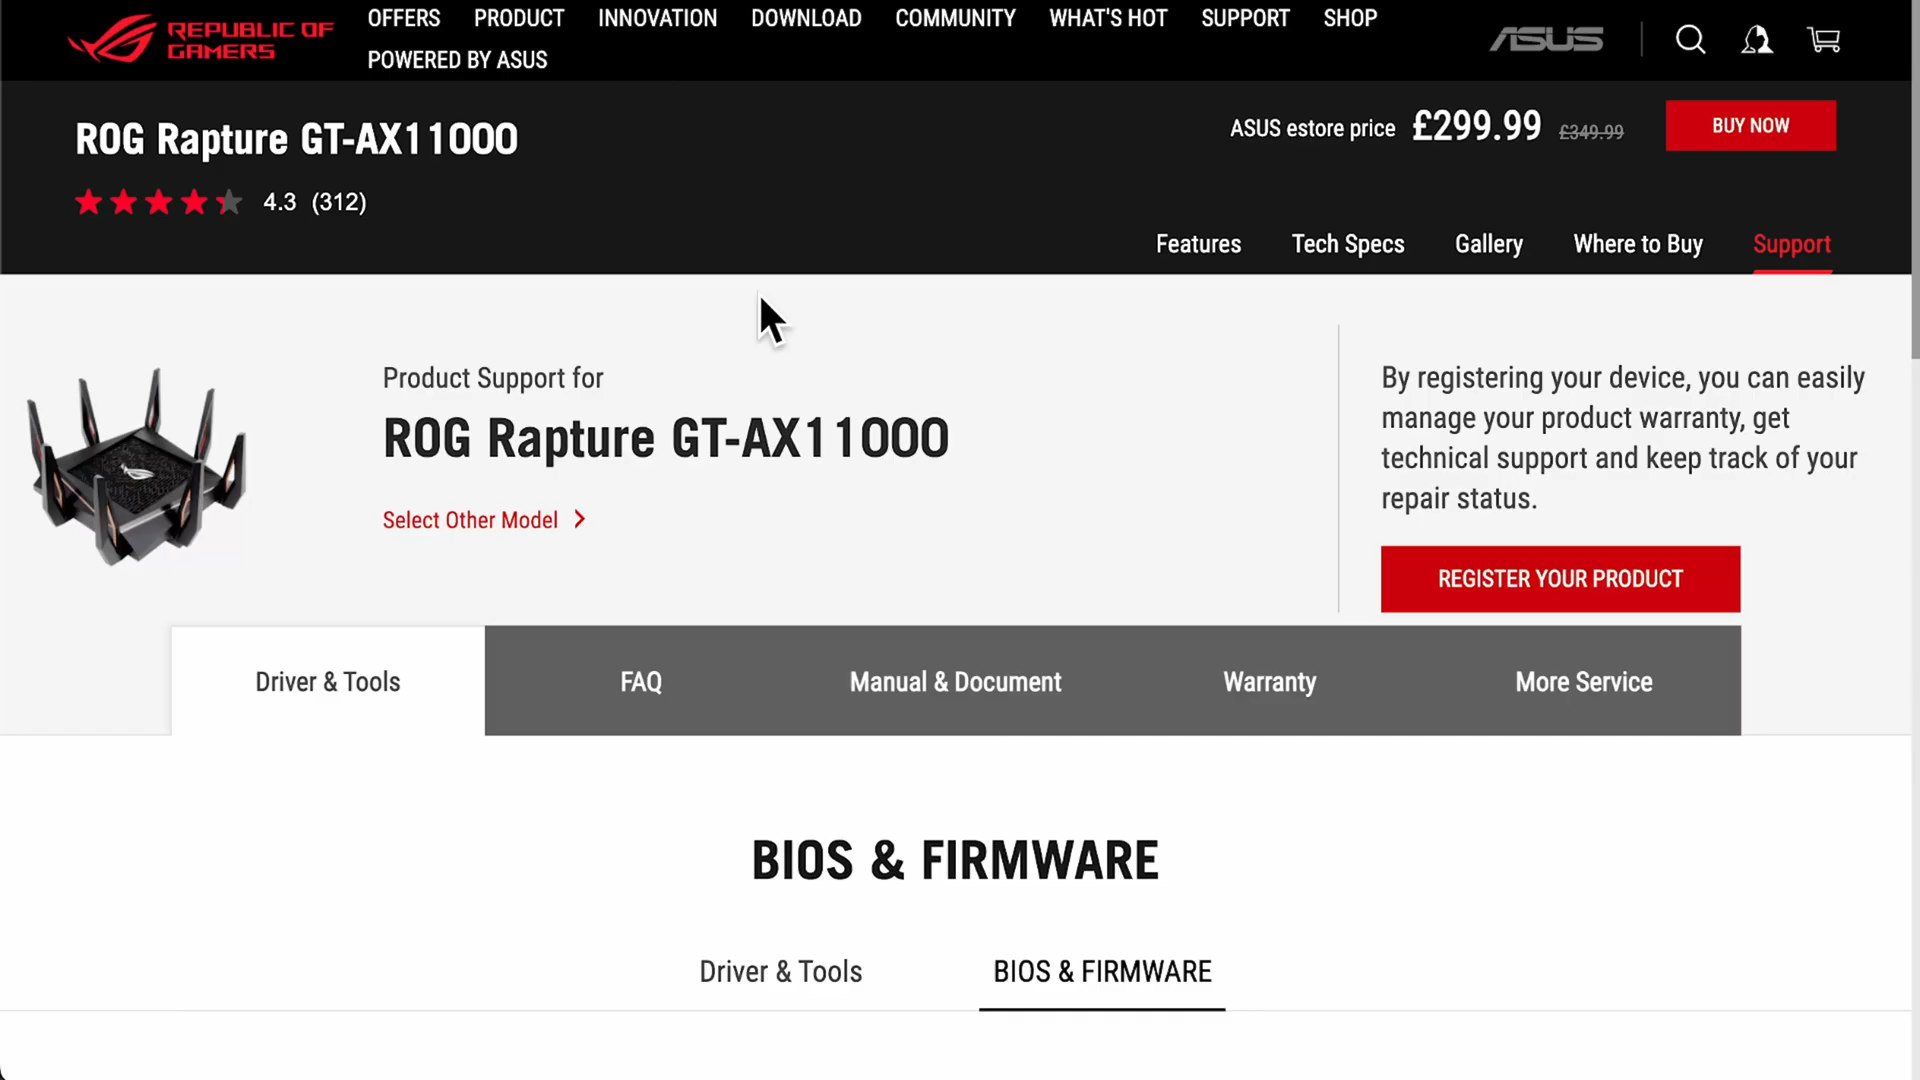 REPUBLIC OF
GAMERS
OFFERS PRODUCT INNOVATION DOWNLOAD COMMUNITY WHAT'S HOT SUPPORT SHOP
POWERED BY ASUS
ASUS
ROG Rapture GT-AX11000
ASUS estore price £299.99 £349.99 BUY NOW
4.3 (312)
Features Tech Specs Gallery Where to Buy Support
Product Support for
ROG Rapture GT-AX11000
Select Other Model
By registering your device, you can easily
manage your product warranty, get
technical support and keep track of your
repair status.
REGISTER YOUR PRODUCT
Driver & Tools FAQ Manual & Document Warranty More Service
BIOS & FIRMWARE
Driver & Tools BIOS & FIRMWARE